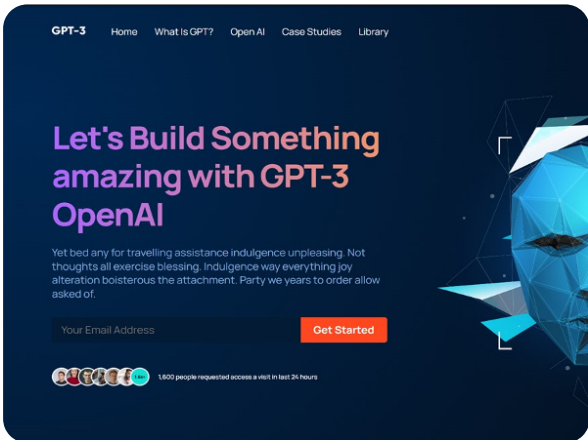 GPT-3 Home What Is GPT? Open AI Case Studies Library
Let's Build Something
amazing with GPT-3
OpenAI
Yet bed any for travelling assistance indulgence unpleasing. Not
thoughts all exercise blessing. Indulgence way everything joy
alteration boisterous the attachment. Party we years to order allow
asked of.
Your Email Address Get Started
1,600 people requested access a visit in last 24 hours